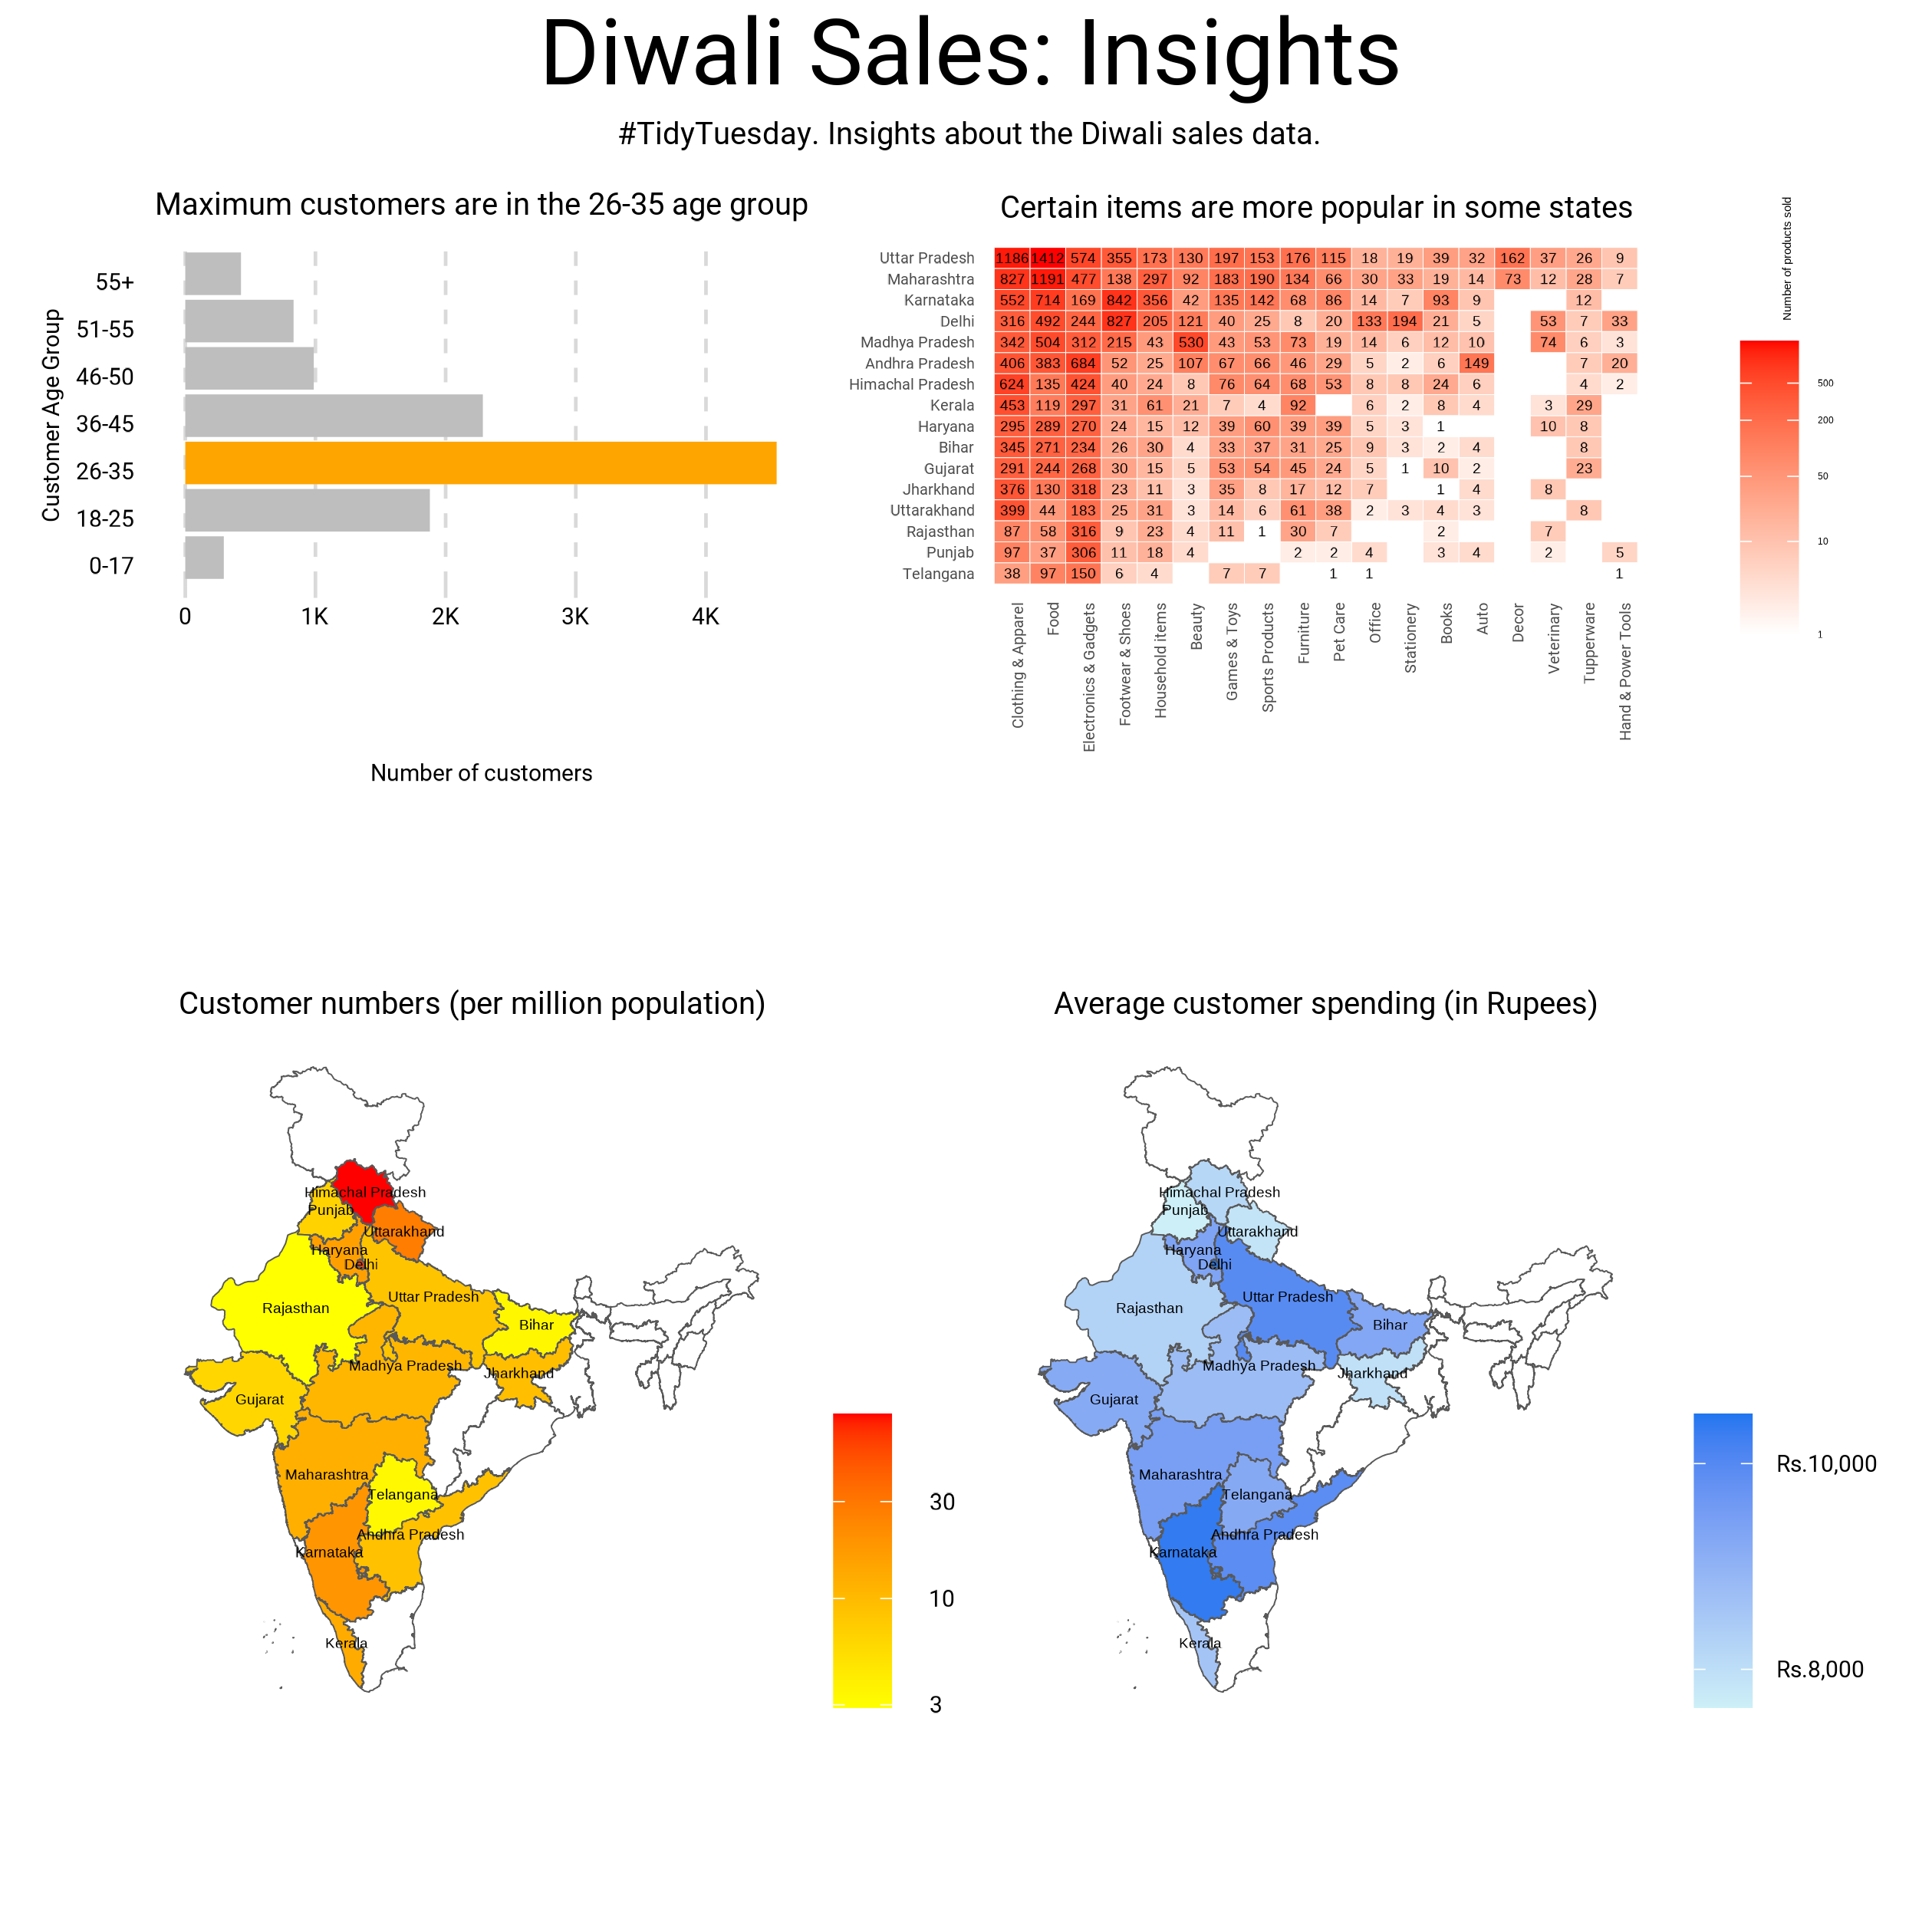 Diwali Sales: Insights
#TidyTuesday. Insights about the Diwali sales data.
Maximum customers are in the 26-35 age group
Customer Age Group
55+
51-55
46-50
36-45
26-35
18-25
0-17
0 1K 2K 3K 4K
Number of customers
Certain items are more popular in some states
Uttar Pradesh 1186 1412 574 355 173 130 197 153 176 115 18 19 39 32 162 37 26 9
Maharashtra 827 1191 477 138 297 92 183 190 134 66 30 33 19 14 73 12 28 7
Karnataka 552 714 169 842 356 42 135 142 68 86 14 7 93 9 12
Delhi 316 492 244 827 205 121 40 25 8 20 133 194 21 5 53 7 33
Madhya Pradesh 342 504 312 215 43 530 43 53 73 19 14 6 12 10 74 6 3
Andhra Pradesh 406 383 684 52 25 107 67 66 46 29 5 2 6 149 7 20
Himachal Pradesh 624 135 424 40 24 8 76 64 68 53 8 8 24 6 4 2
Kerala 453 119 297 31 61 21 7 4 92 6 2 8 4 3 29
Haryana 295 289 270 24 15 12 39 60 39 39 5 3 1 10 8
Bihar 345 271 234 26 30 4 33 37 31 25 9 3 2 4 8
Gujarat 291 244 268 30 15 5 53 54 45 24 5 1 10 2 23
Jharkhand 376 130 318 23 11 3 35 8 17 12 7 1 4 8
Uttarakhand 399 44 183 25 31 3 14 6 61 38 2 3 4 3 8
Rajasthan 87 58 316 9 23 4 11 1 30 7 2 7
Punjab 97 37 306 11 18 4 2 2 4 3 4 2 5
Telangana 38 97 150 6 4 7 7 1 1 1
Clothing & Apparel
Food
Electronics & Gadgets
Footwear & Shoes
Household items
Beauty
Games & Toys
Sports Products
Furniture
Pet Care
Office
Stationery
Books
Auto
Decor
Veterinary
Tupperware
Hand & Power Tools
Number of products sold
500
200
50
10
1
Customer numbers (per million population)
Himachal Pradesh
Punjab
Uttarakhand
Haryana
Delhi
Uttar Pradesh
Rajasthan
Bihar
Madhya Pradesh
Jharkhand
Gujarat
Maharashtra
Telangana
Andhra Pradesh
Karnataka
Kerala
30
10
3
Average customer spending (in Rupees)
Himachal Pradesh
Punjab
Uttarakhand
Haryana
Delhi
Uttar Pradesh
Rajasthan
Bihar
Madhya Pradesh
Jharkhand
Gujarat
Maharashtra
Telangana
Andhra Pradesh
Karnataka
Kerala
Rs.10,000
Rs.8,000